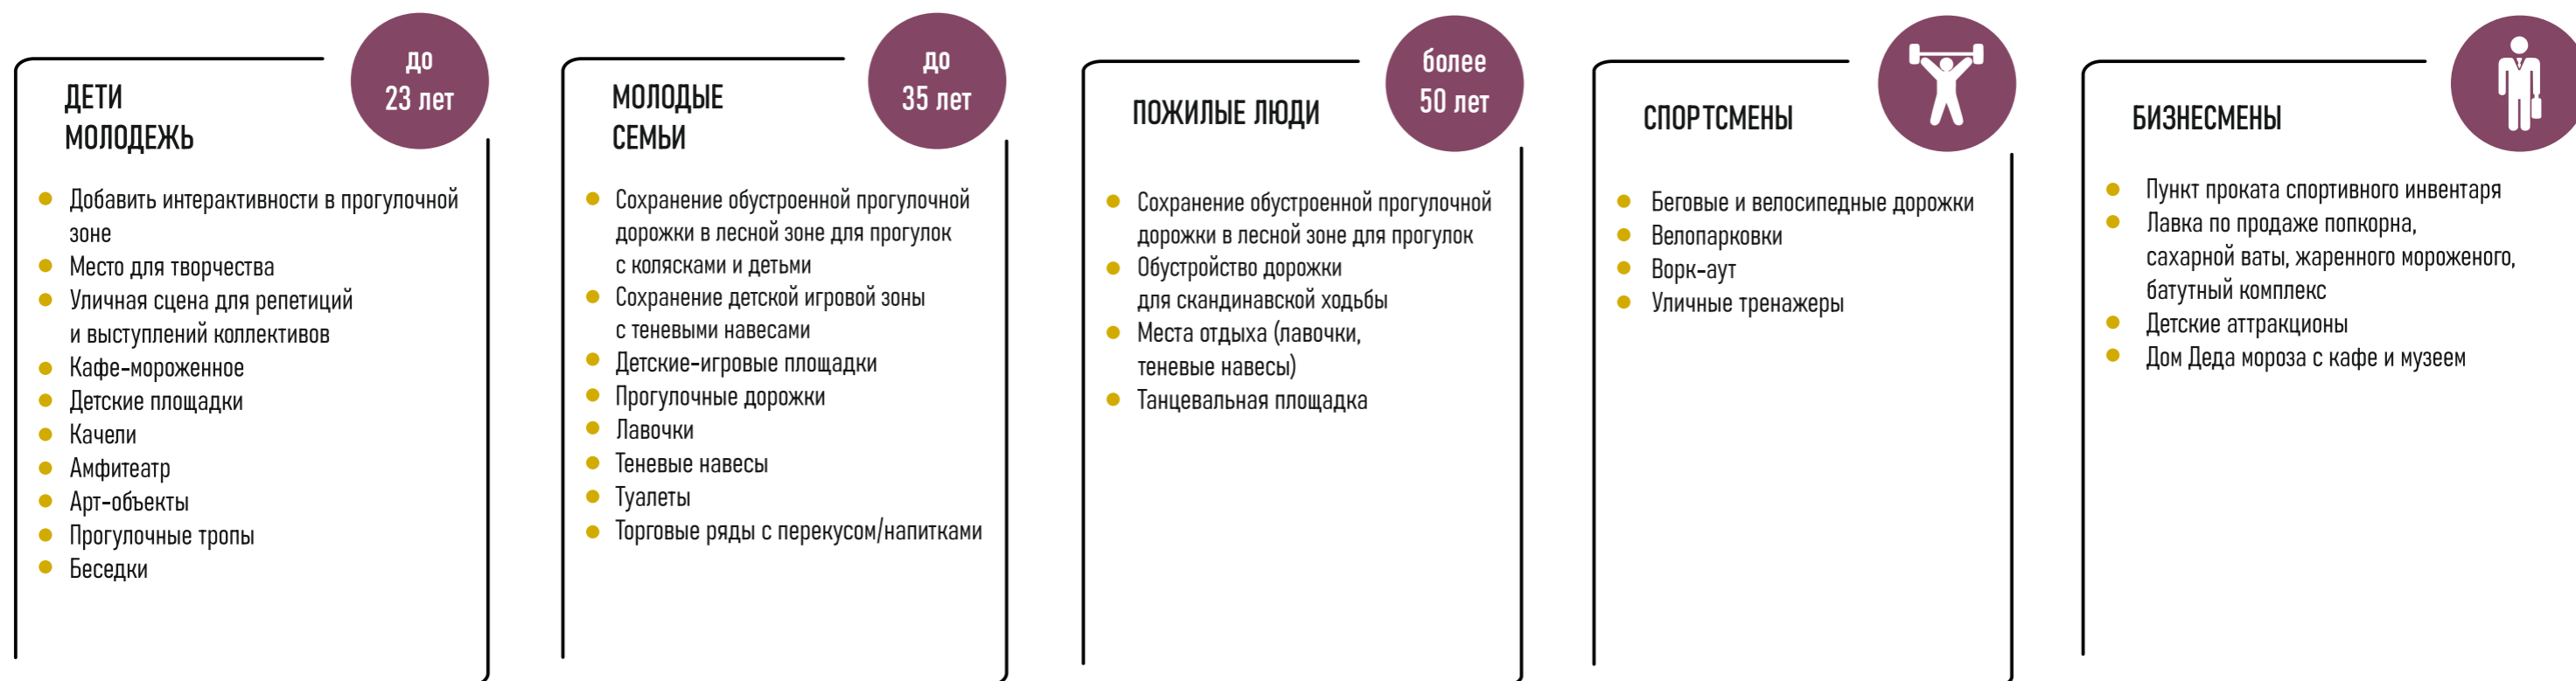 ДЕТИ
МОЛОДЕЖЬ
до
23 лет
Добавить интерактивности в прогулочной
зоне
Место для творчества
Уличная сцена для репетиций
и выступлений коллективов
Кафе-мороженное
Детские площадки
Качели
Амфитеатр
Арт-объекты
Прогулочные тропы
Беседки
МОЛОДЫЕ
СЕМЬИ
до
35 лет
Сохранение обустроенной прогулочной
дорожки в лесной зоне для прогулок
с колясками и детьми
Сохранение детской игровой зоны
с теневыми навесами
Детские-игровые площадки
Прогулочные дорожки
Лавочки
Теневые навесы
Туалеты
Торговые ряды с перекусом/напитками
ПОЖИЛЫЕ ЛЮДИ
более
50 лет
Сохранение обустроенной прогулочной
дорожки в лесной зоне для прогулок
Обустройство дорожки
для скандинавской ходьбы
Места отдыха (лавочки,
теневые навесы)
Танцевальная площадка
СПОРТСМЕНЫ
Беговые и велосипедные дорожки
Велопарковки
Ворк-аут
Уличные тренажеры
БИЗНЕСМЕНЫ
Пункт проката спортивного инвентаря
Лавка по продаже попкорна,
сахарной ваты, жаренного мороженого,
батутный комплекс
Детские аттракционы
Дом Деда мороза с кафе и музеем